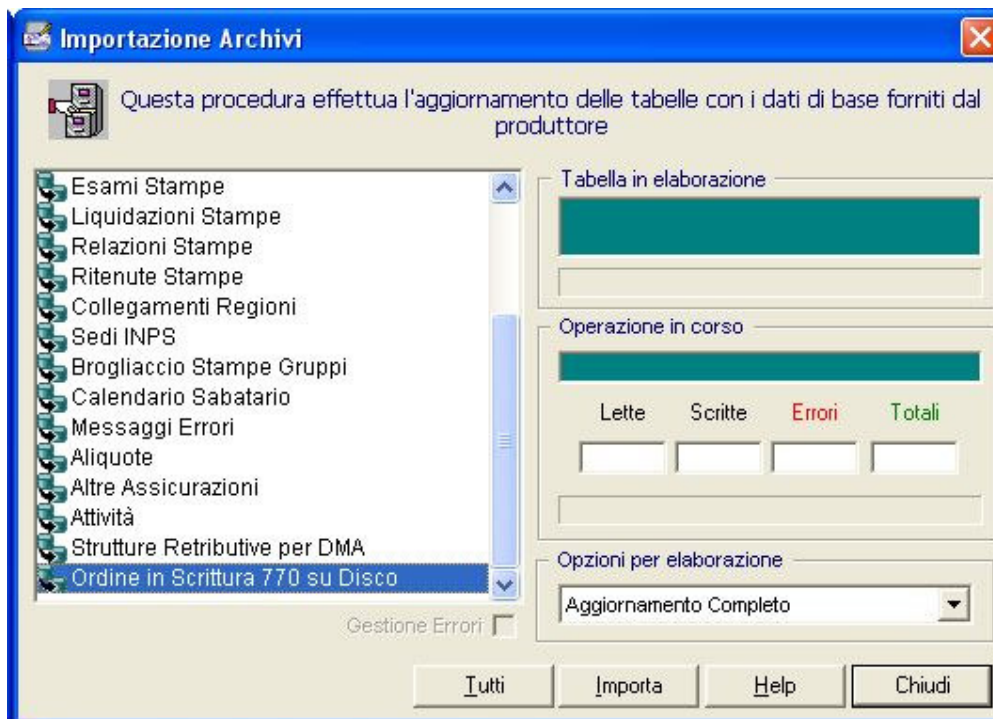 Importazione Archivi
Questa procedura effettua l'aggiornamento delle tabelle con i dati di base forniti dal
produttore
Esami Stampe
Liquidazioni Stampe
Relazioni Stampe
Ritenute Stampe
Collegamenti Regioni
Sedi INPS
Brogliaccio Stampe Gruppi
Calendario Sabatario
Messaggi Errori
Aliquote
Altre Assicurazioni
Attività
Strutture Retributive per DMA
Ordine in Scrittura 770 su Disco
Gestione Errori
Tabella in elaborazione
Operazione in corso
Lette Scritte Errori Totali
Opzioni per elaborazione
Aggiornamento Completo
Tutti Importa Help Chiudi